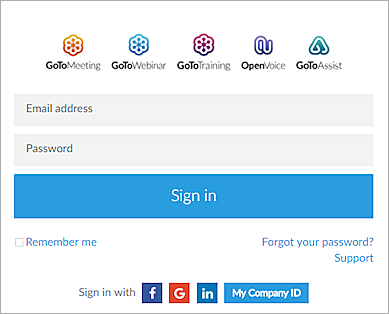 GoToMeeting GoToWebinar GoToTraining OpenVoice GoToAssist
Email address
Password
Sign in
Remember me Forgot your password?
Support
Sign in with f G in My Company ID